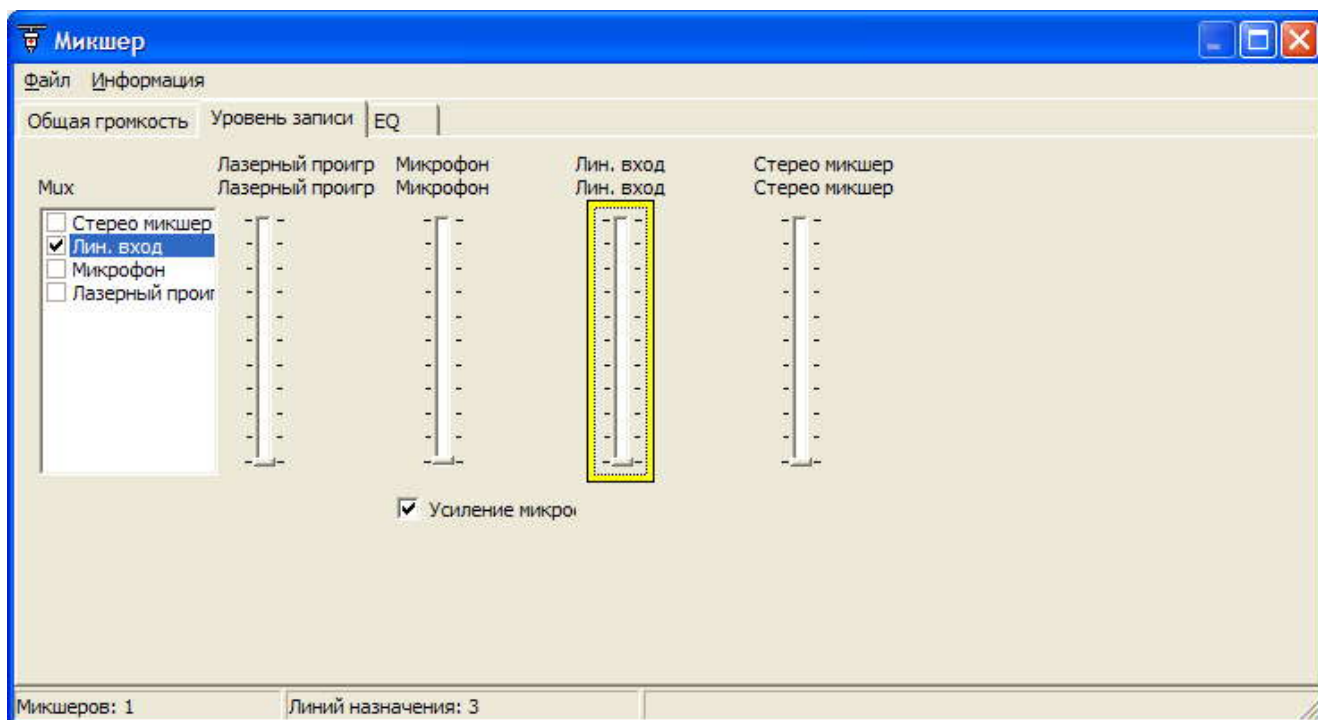 Микшер
Файл Информация
Общая громкость Уровень записи EQ
Лазерный проигр Микрофон Лин. вход Стерео микшер
Mux Лазерный проигр Микрофон Лин. вход Стерео микшер
Стерео микшер
Лин. вход
Микрофон
Лазерный проиг
Усиление микро
Микшеров: 1 Линий назначения: 3